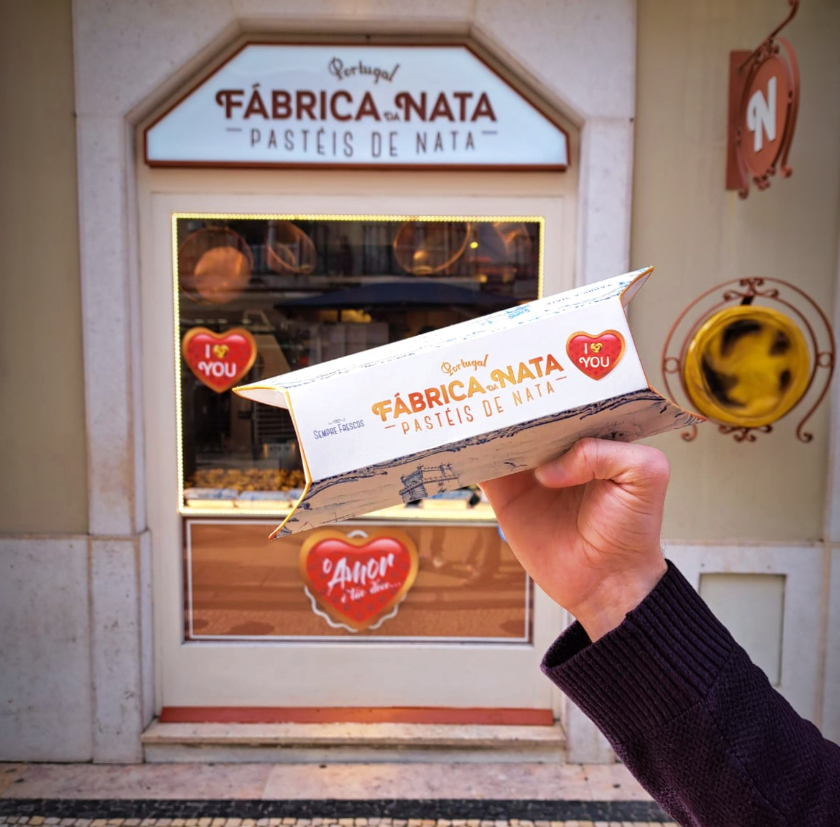 Portugal
FÁBRICA DA NATA
PASTÉIS DE NATA
N
I
YOU
Portugal
FÁBRICA DA NATA
PASTÉIS DE NATA
SEMPRE FRESCOS
I
YOU
O Amor
é tão doce...